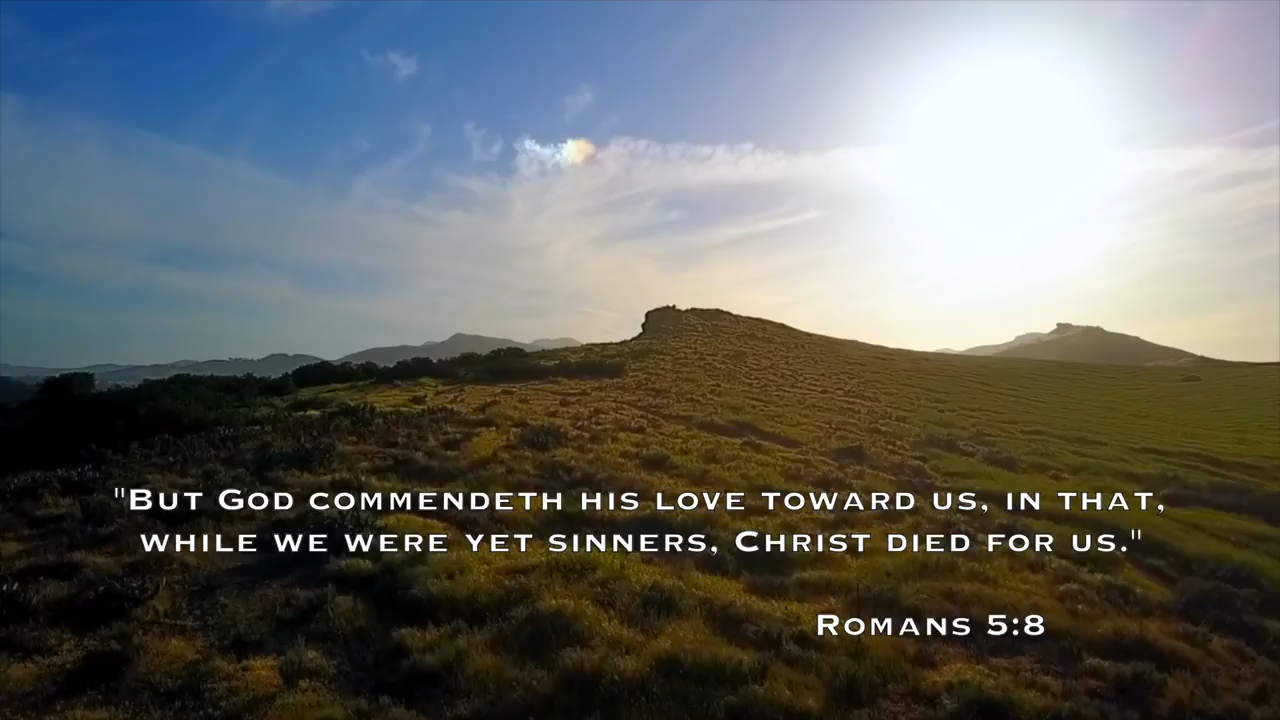 "But God commendeth his love toward us, in that,
while we were yet sinners, Christ died for us."
Romans 5:8